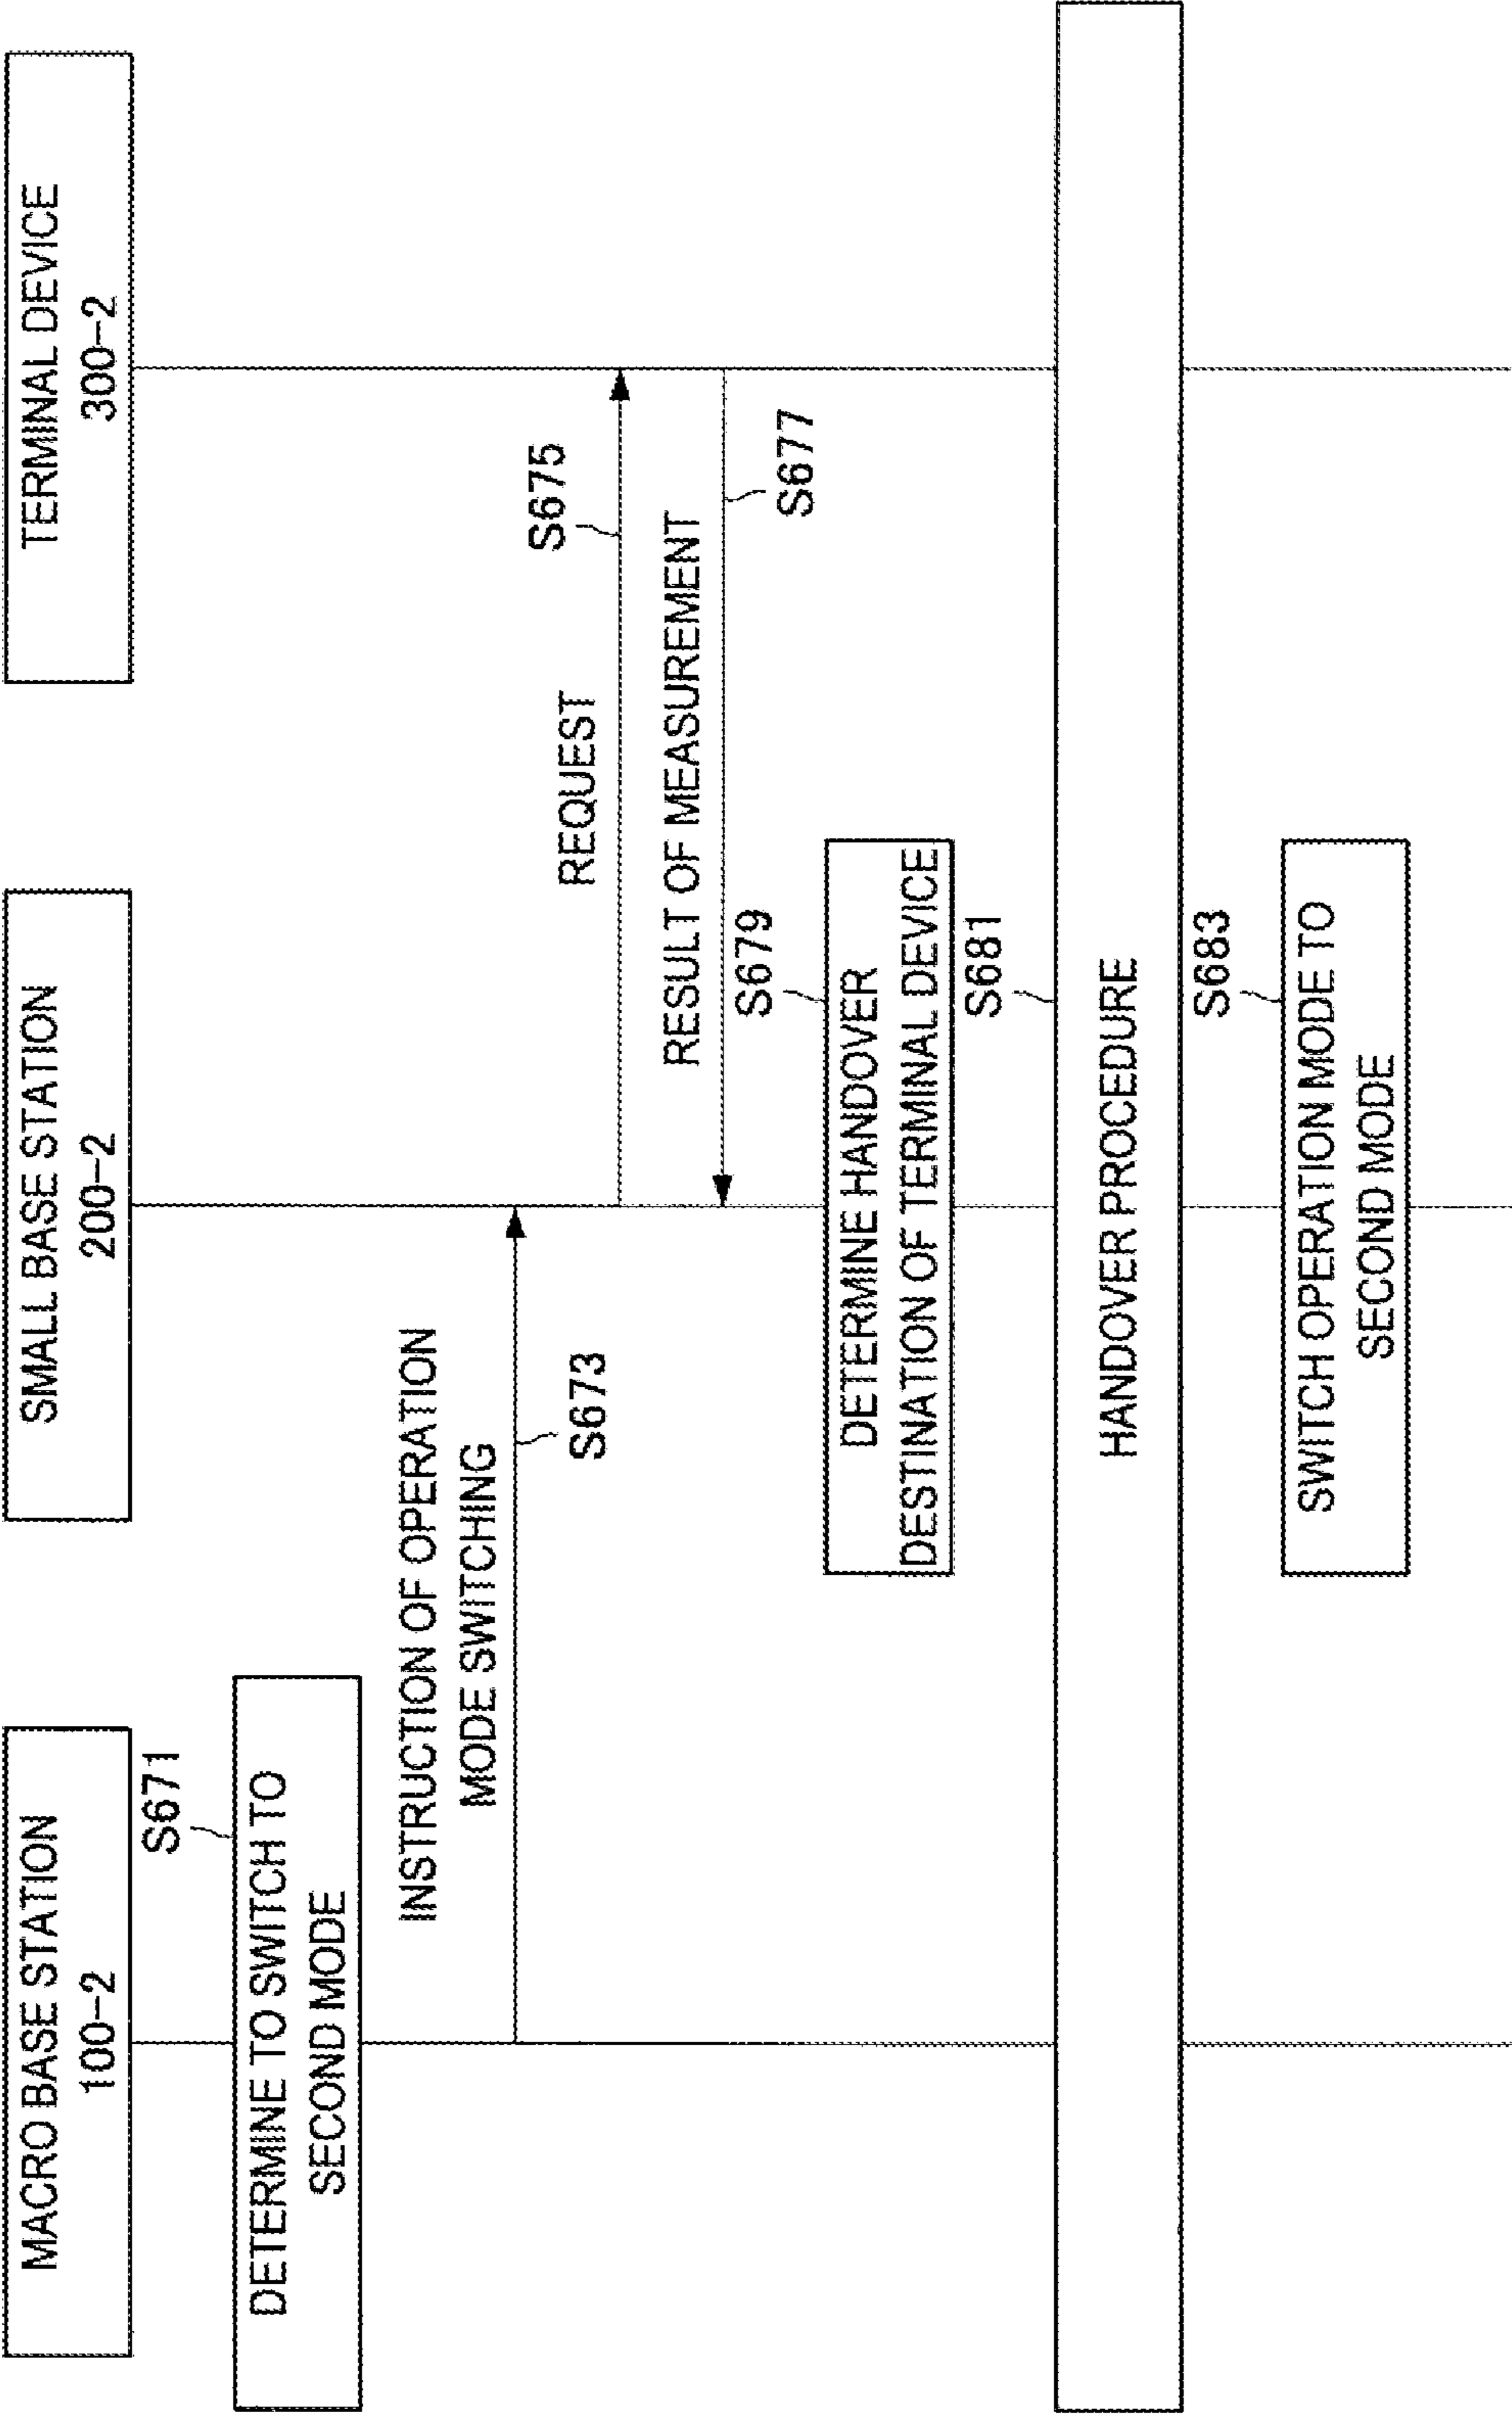 MACRO BASE STATION
100-2
SMALL BASE STATION
200-2
TERMINAL DEVICE
300-2
S671
DETERMINE TO SWITCH TO
SECOND MODE
INSTRUCTION OF OPERATION
MODE SWITCHING
S673
S675
REQUEST
RESULT OF MEASUREMENT
S677
S679
DETERMINE HANDOVER
DESTINATION OF TERMINAL DEVICE
S681
HANDOVER PROCEDURE
S683
SWITCH OPERATION MODE TO
SECOND MODE